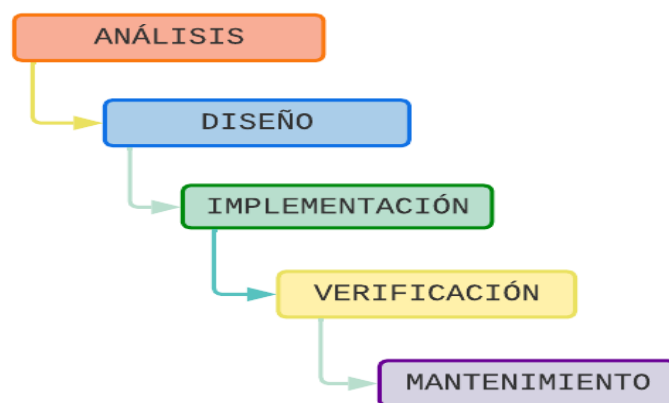 ANÁLISIS
DISEÑO
IMPLEMENTACIÓN
VERIFICACIÓN
MANTENIMIENTO